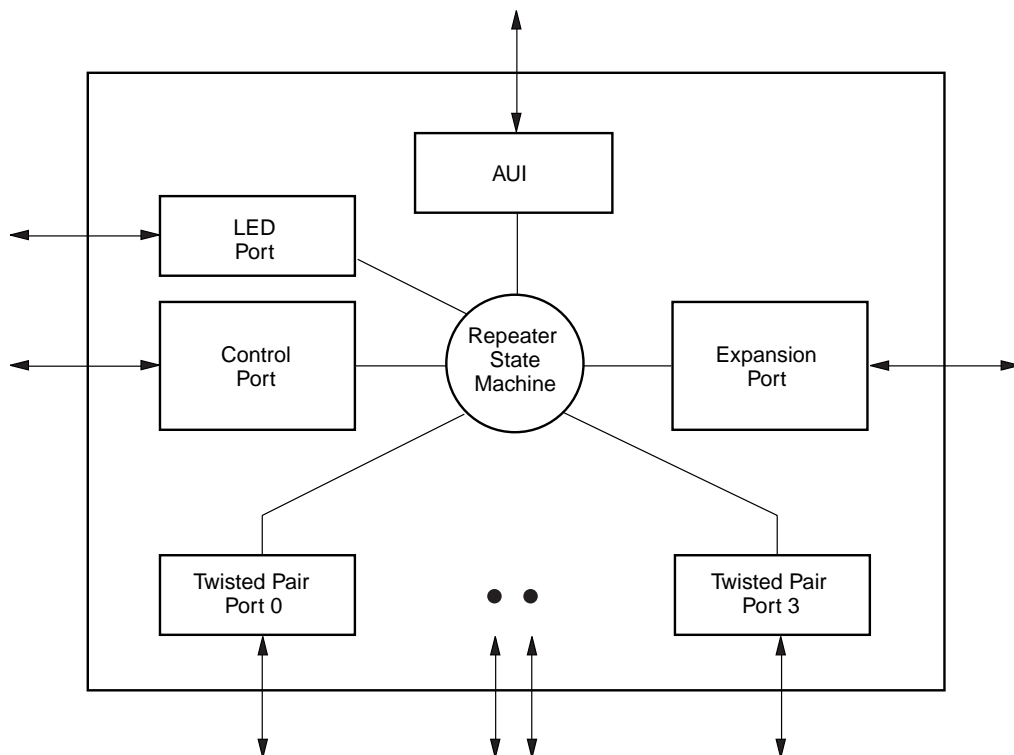 AUI
LED
Port
Control
Port
Repeater
State
Machine
Expansion
Port
Twisted Pair
Port 0
Twisted Pair
Port 3